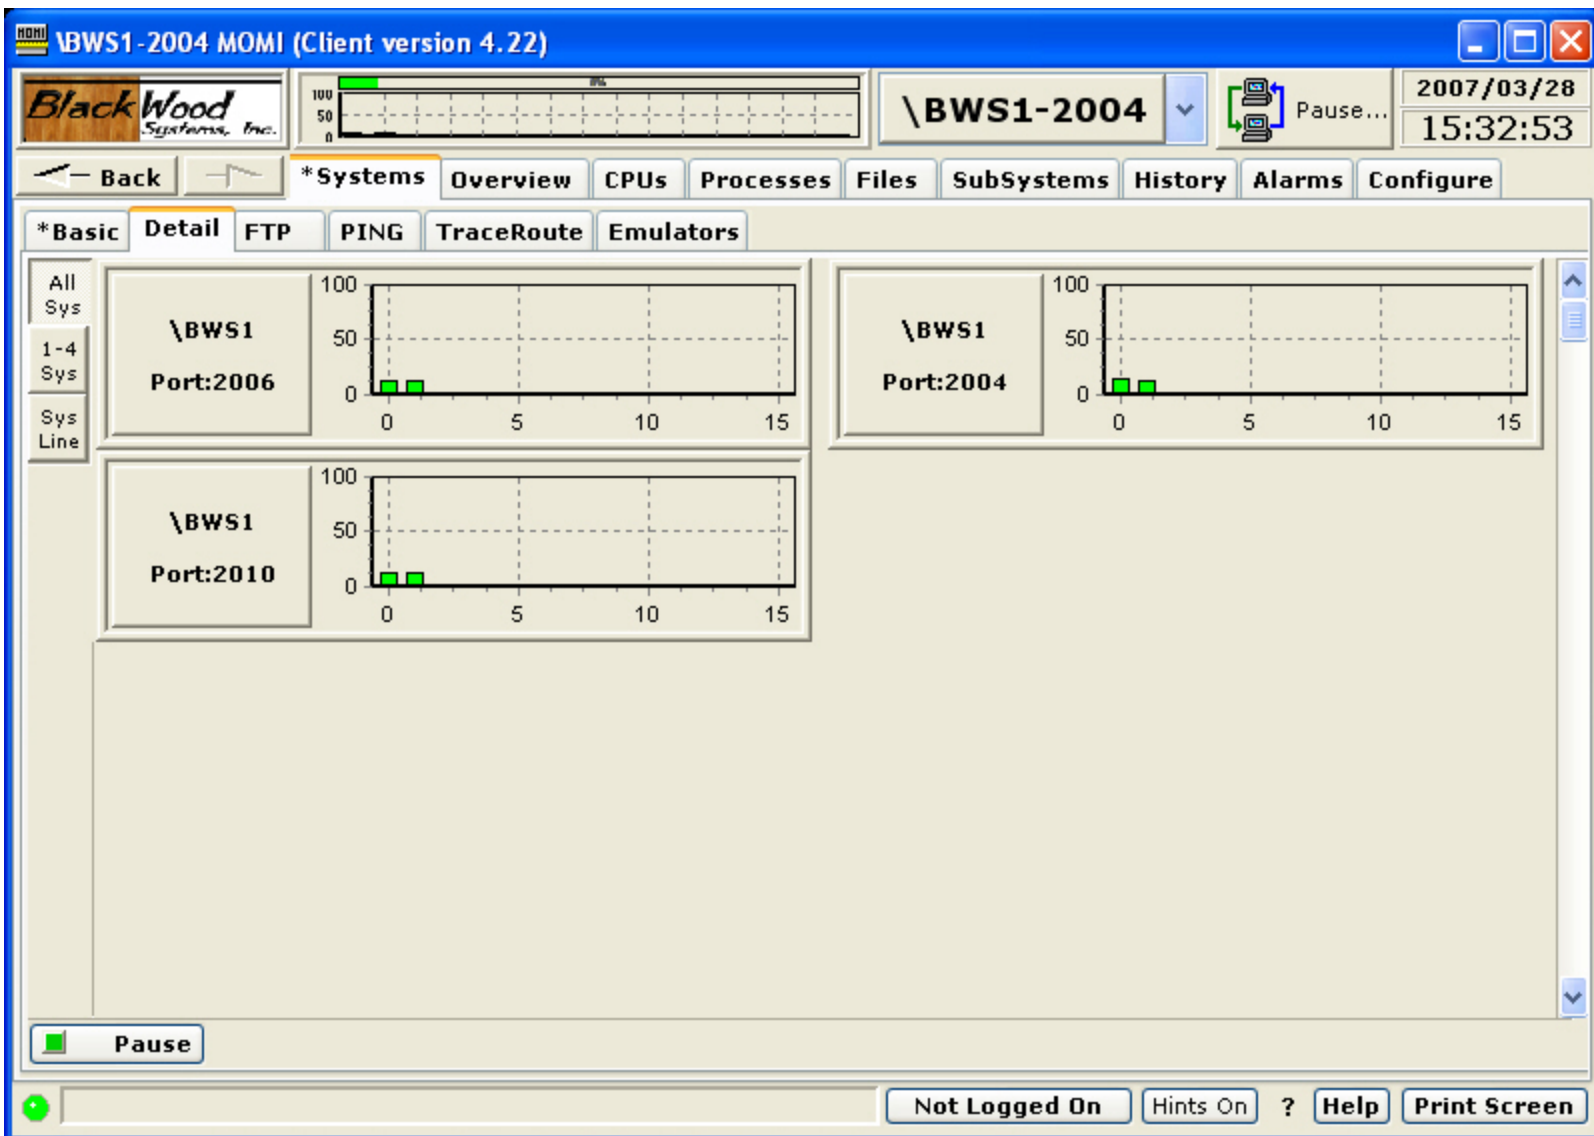 MOMI \BWS1-2004 MOMI (Client version 4.22)
BlackWood
Systems, Inc.
100
50
0
\BWS1-2004
Pause...
2007/03/28
15:32:53
Back *Systems Overview CPUs Processes Files SubSystems History Alarms Configure
*Basic Detail FTP PING TraceRoute Emulators
All
Sys
1-4
Sys
Sys
Line
\BWS1
Port:2006
100
50
0
0 5 10 15
\BWS1
Port:2004
100
50
0
0 5 10 15
\BWS1
Port:2010
100
50
0
0 5 10 15
Pause
Not Logged On Hints On ? Help Print Screen